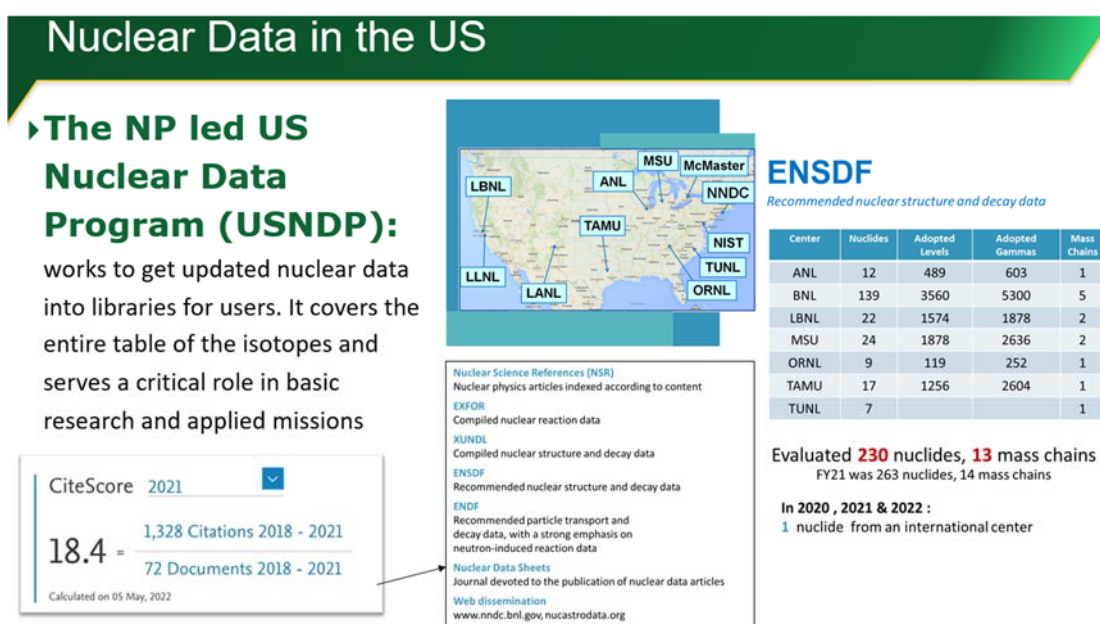 Nuclear Data in the US
The NP led US
Nuclear Data
Program (USNDP):
works to get updated nuclear data
into libraries for users. It covers the
entire table of the isotopes and
serves a critical role in basic
research and applied missions
CiteScore 2021
18.4 =
1,328 Citations 2018 - 2021
72 Documents 2018 - 2021
Calculated on 05 May, 2022
MSU
McMaster
LBNL
ANL
NNDC
TAMU
NIST
LLNL
TUNL
LANL
ORNL
Nuclear Science References (NSR)
Nuclear physics articles indexed according to content
EXFOR
Compiled nuclear reaction data
XUNDL
Compiled nuclear structure and decay data
ENSDF
Recommended nuclear structure and decay data
ENDF
Recommended particle transport and
decay data, with a strong emphasis on
neutron-induced reaction data
Nuclear Data Sheets
Journal devoted to the publication of nuclear data articles
Web dissemination
www.nndc.bnl.gov, nucastrodata.org
ENSDF
Recommended nuclear structure and decay data
Center Nuclides Adopted Levels Adopted Gammas Mass Chains
ANL 12 489 603 1
BNL 139 3560 5300 5
LBNL 22 1574 1878 2
MSU 24 1878 2636 2
ORNL 9 119 252 1
TAMU 17 1256 2604 1
TUNL 7 1
Evaluated 230 nuclides, 13 mass chains
FY21 was 263 nuclides, 14 mass chains
In 2020 , 2021 & 2022 :
1 nuclide from an international center